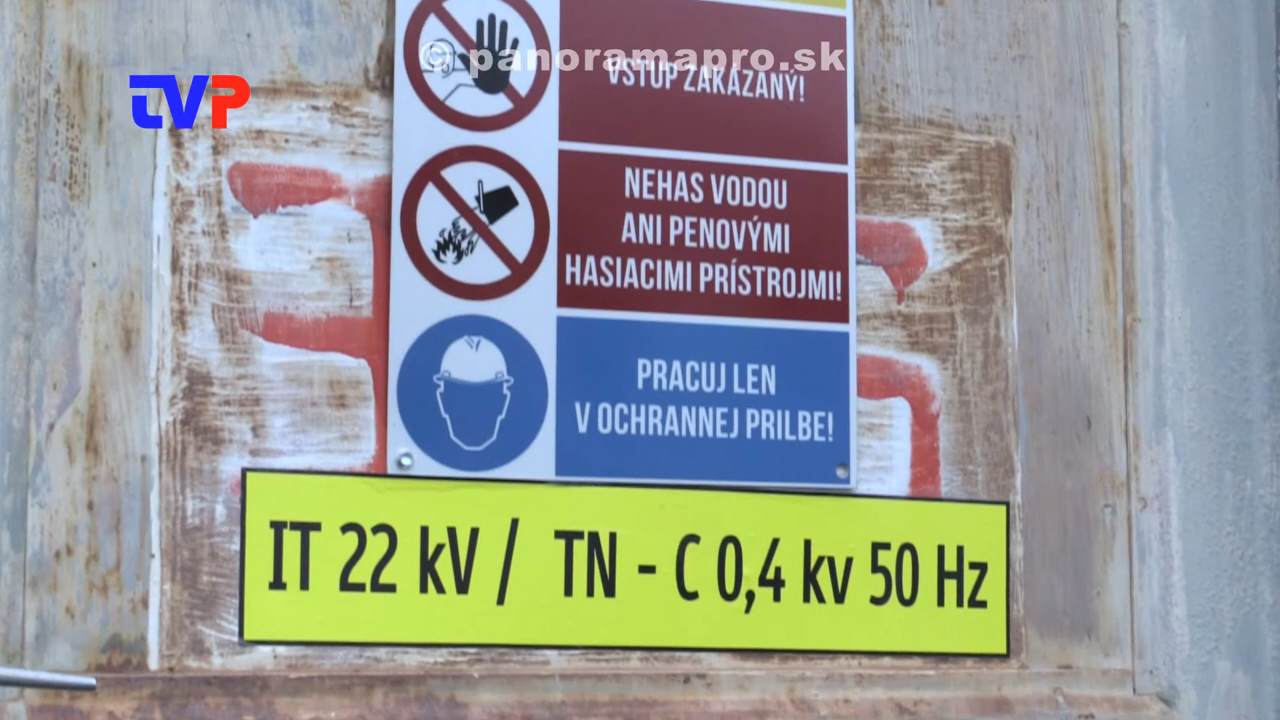 © panoramapro.sk
TVP
VSTUP ZAKÁZANÝ!
NEHAS VODOU
ANI PENOVÝMI
HASIACIMI PRÍSTROJMI!
PRACUJ LEN
V OCHRANNEJ PRILBE!
IT 22 kV / TN - C 0,4 kv 50 Hz